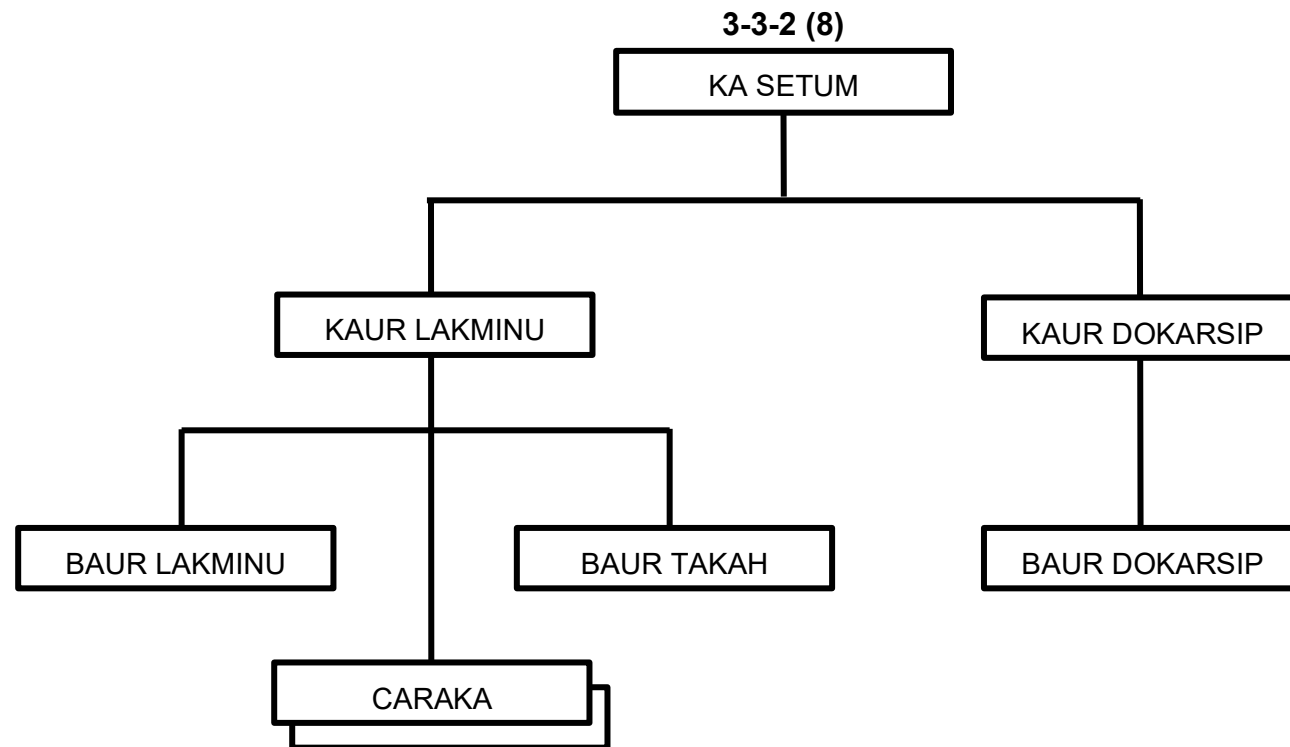 3-3-2 (8)
KA SETUM
KAUR LAKMINU
KAUR DOKARSIP
BAUR LAKMINU
BAUR TAKAH
BAUR DOKARSIP
CARAKA